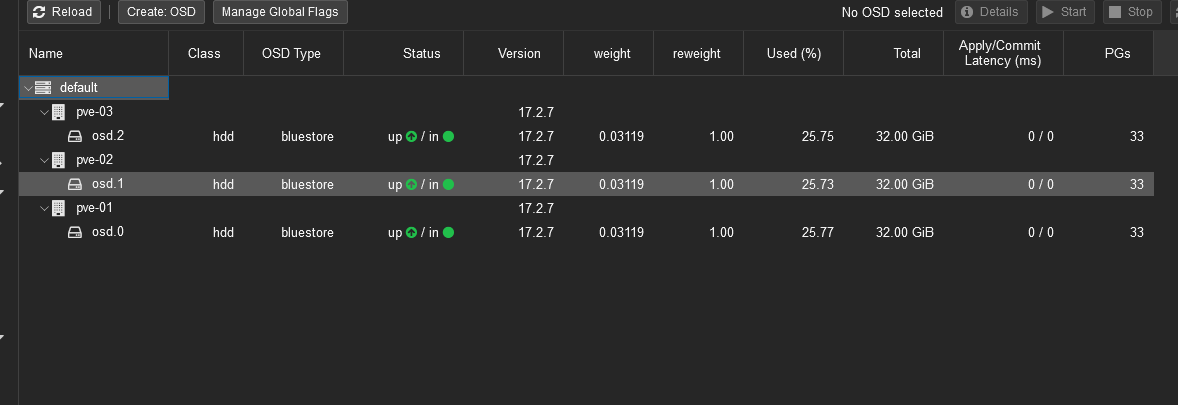 Reload Create: OSD Manage Global Flags No OSD selected Details Start Stop
Name Class OSD Type Status Version weight reweight Used (%) Total Apply/Commit Latency (ms) PGs
default
pve-03 17.2.7
osd.2 hdd bluestore up / in 17.2.7 0.03119 1.00 25.75 32.00 GiB 0 / 0 33
pve-02 17.2.7
osd.1 hdd bluestore up / in 17.2.7 0.03119 1.00 25.73 32.00 GiB 0 / 0 33
pve-01 17.2.7
osd.0 hdd bluestore up / in 17.2.7 0.03119 1.00 25.77 32.00 GiB 0 / 0 33